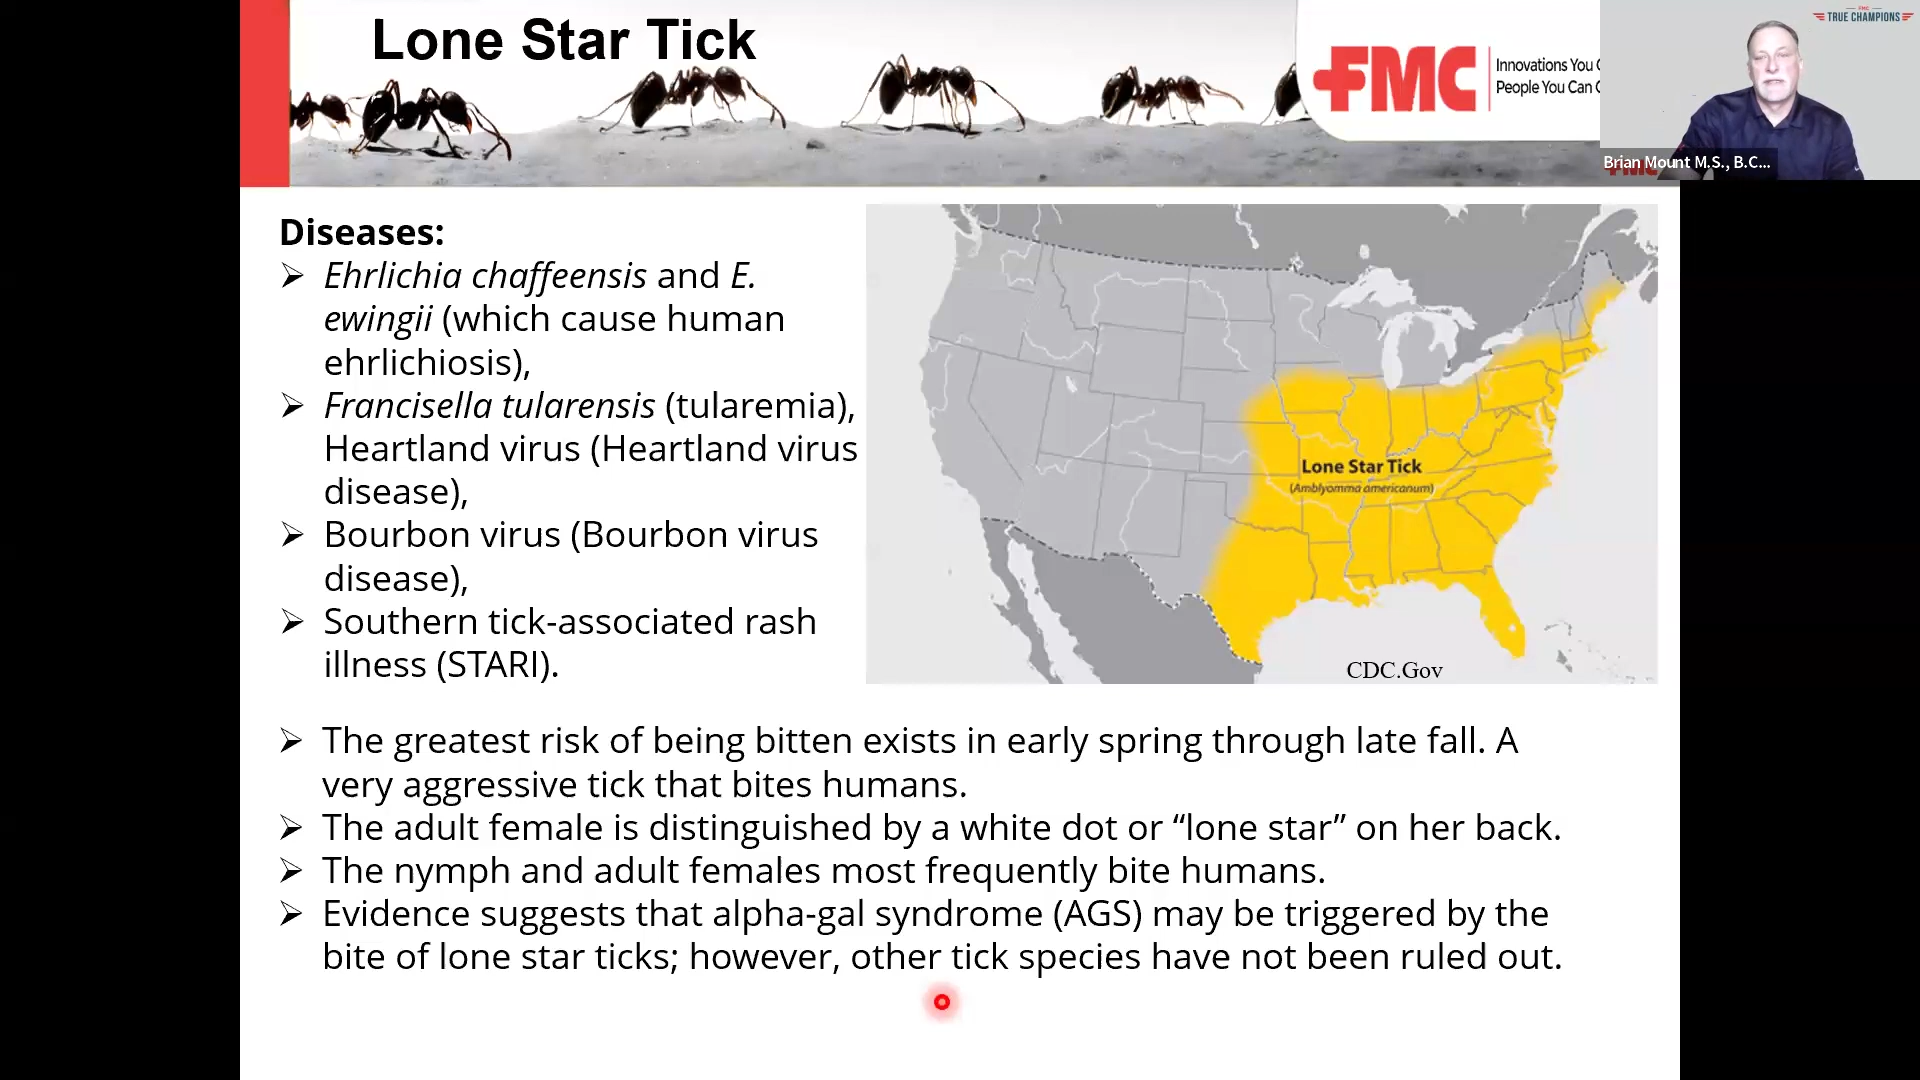 Lone Star Tick
FMC
Innovations You
People You Can
FMC
TRUE CHAMPIONS
Brian Mount M.S., B.C...
Diseases:
➢ Ehrlichia chaffeensis and E.
ewingii (which cause human
ehrlichiosis),
➢ Francisella tularensis (tularemia),
Heartland virus (Heartland virus
disease),
➢ Bourbon virus (Bourbon virus
disease),
➢ Southern tick-associated rash
illness (STARI).
Lone Star Tick
(Amblyomma americanum)
CDC.Gov
➢ The greatest risk of being bitten exists in early spring through late fall. A
very aggressive tick that bites humans.
➢ The adult female is distinguished by a white dot or “lone star” on her back.
➢ The nymph and adult females most frequently bite humans.
➢ Evidence suggests that alpha-gal syndrome (AGS) may be triggered by the
bite of lone star ticks; however, other tick species have not been ruled out.